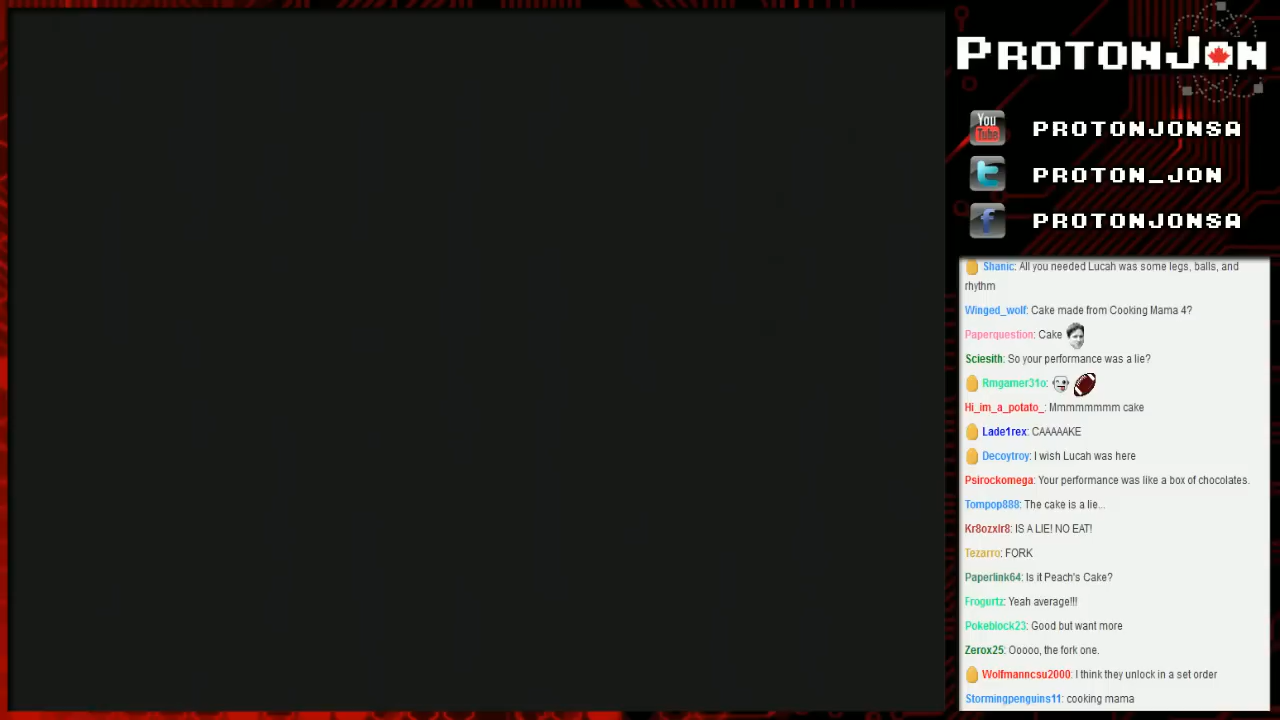 PROTONJON
You
Tube
PROTONJONSA
PROTON_JON
PROTONJONSA
Shanic: All you needed Lucah was some legs, balls, and
rhythm
Winged_wolf: Cake made from Cooking Mama 4?
Paperquestion: Cake
Sciesith: So your performance was a lie?
Rmgamer31o:
Hi_im_a_potato_: Mmmmmmmm cake
Lade1rex: CAAAAAKE
Decoytroy: I wish Lucah was here
Psirockomega: Your performance was like a box of chocolates.
Tompop888: The cake is a lie...
Kr8ozxlr8: IS A LIE! NO EAT!
Tezarro: FORK
Paperlink64: Is it Peach's Cake?
Frogurtz: Yeah average!!!
Pokeblock23: Good but want more
Zerox25: Ooooo, the fork one.
Wolfmanncsu2000: I think they unlock in a set order
Stormingpenguins11: cooking mama